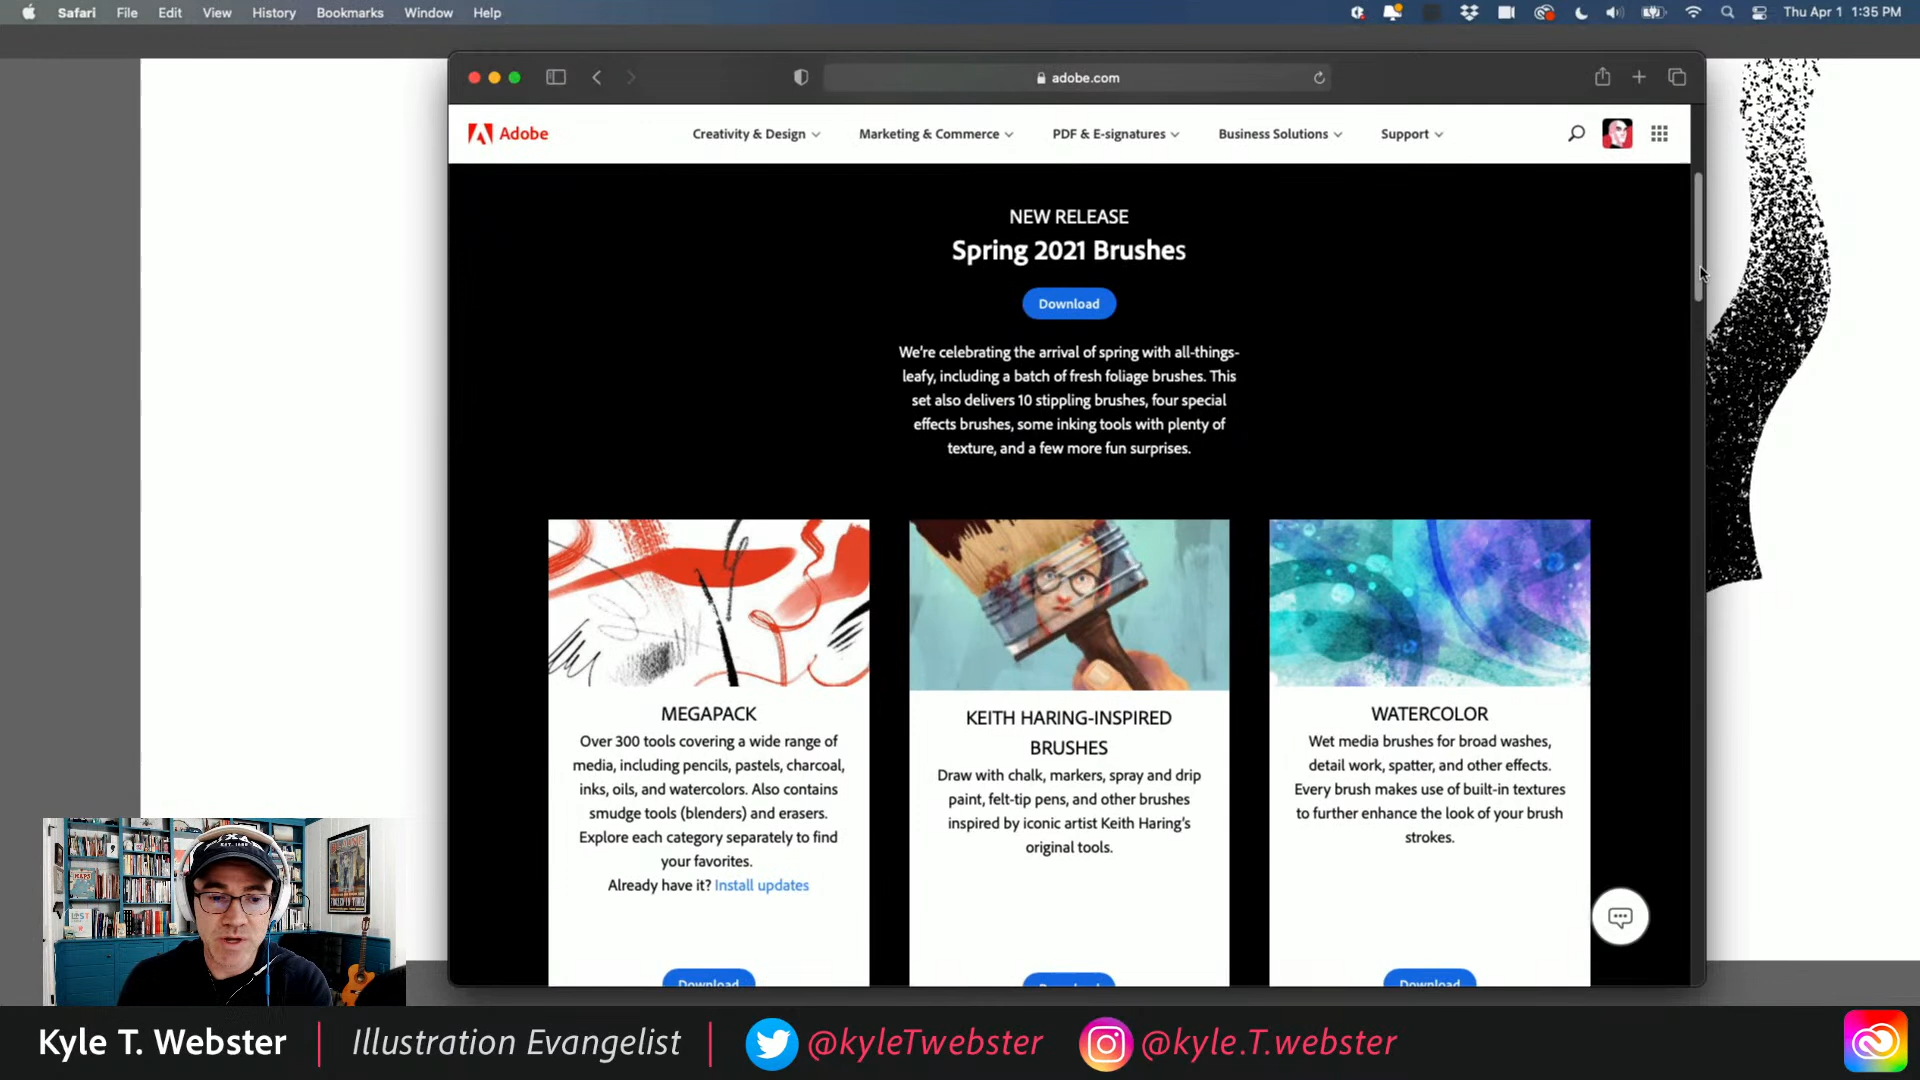 Safari File Edit View History Bookmarks Window Help
Thu Apr 1 1:35 PM
adobe.com
Adobe
Creatively & Design Marketing & Commerce PDF & E-signatures Business Solutions Support
NEW RELEASE
Spring 2021 Brushes
Download
We're celebrating the arrival of spring with all-things-
leafy, including a batch of fresh foliage brushes. This
set also delivers 10 stippling brushes, four special
effects brushes, some inking tools with plenty of
texture, and a few more fun surprises.
MEGAPACK
Over 300 tools covering a wide range of
media, including pencils, pastels, charcoal,
inks, oils, and watercolors. Also contains
smudge tools (blenders) and erasers.
Explore each category separately to find
your favorites.
Already have it? Install updates
Download
KEITH HARING-INSPIRED
BRUSHES
Draw with chalk, markers, spray and drip
paint, felt-tip pens, and other brushes
inspired by iconic artist Keith Haring's
original tools.
WATERCOLOR
Wet media brushes for broad washes,
detail work, spatter, and other effects.
Every brush makes use of built-in textures
to further enhance the look of your brush
strokes.
Download
Kyle T. Webster | Illustration Evangelist | @kyleTwebster @kyle.T.webster